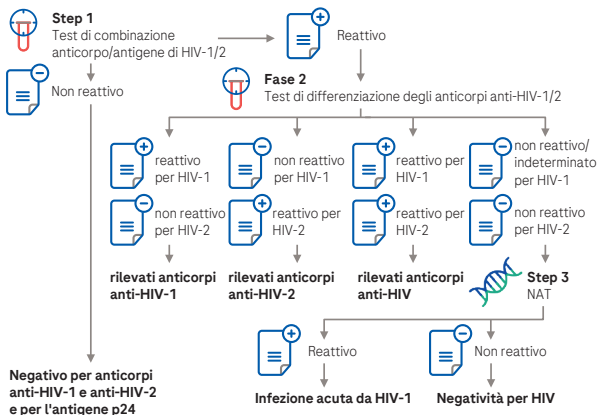 Step 1
Test di combinazione
anticorpo/antigene di HIV-1/2
Reattivo
Non reattivo
Fase 2
Test di differenziazione degli anticorpi anti-HIV-1/2
reattivo
per HIV-1
non reattivo
per HIV-1
reattivo per
HIV-1
non reattivo/
indeterminato
per HIV-1
non reattivo
per HIV-2
reattivo per
HIV-2
reattivo per
HIV-2
non reattivo
per HIV-2
rilevati anticorpi
anti-HIV-1
rilevati anticorpi
anti-HIV-2
rilevati anticorpi
anti-HIV
Step 3
NAT
Reattivo
Non reattivo
Negativo per anticorpi
anti-HIV-1 e anti-HIV-2
e per l'antigene p24
Infezione acuta da HIV-1
Negatività per HIV